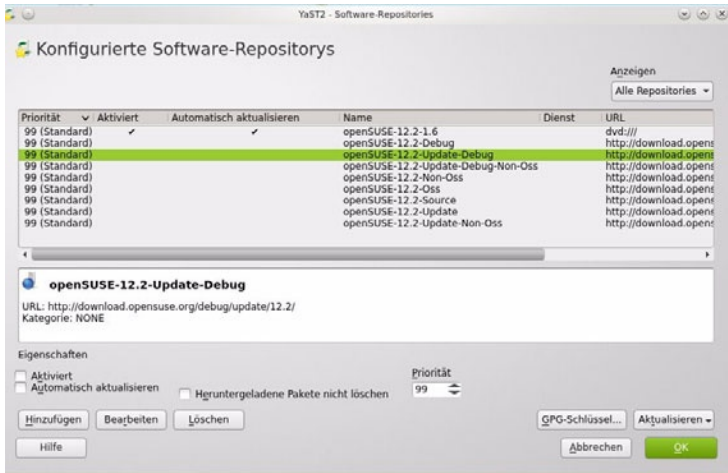 YaST2 - Software-Repositories
Konfigurierte Software-Repositorys
Anzeigen
Alle Repositories
Priorität Aktiviert Automatisch aktualisieren Name Dienst URL
99 (Standard) ✔ ✔ openSUSE-12.2-1.6 dvd:///
99 (Standard) openSUSE-12.2-Debug http://download.opens
99 (Standard) openSUSE-12.2-Update-Debug http://download.opens
99 (Standard) openSUSE-12.2-Update-Debug-Non-Oss http://download.opens
99 (Standard) openSUSE-12.2-Non-Oss http://download.opens
99 (Standard) openSUSE-12.2-Oss http://download.opens
99 (Standard) openSUSE-12.2-Source http://download.opens
99 (Standard) openSUSE-12.2-Update http://download.opens
99 (Standard) openSUSE-12.2-Update-Non-Oss http://download.opens
openSUSE-12.2-Update-Debug
URL: http://download.opensuse.org/debug/update/12.2/
Kategorie: NONE
Eigenschaften
Aktiviert
Automatisch aktualisieren
Heruntergeladene Pakete nicht löschen
Priorität
99
Hinzufügen Bearbeiten Löschen GPG-Schlüssel... Aktualisieren
Hilfe Abbrechen OK